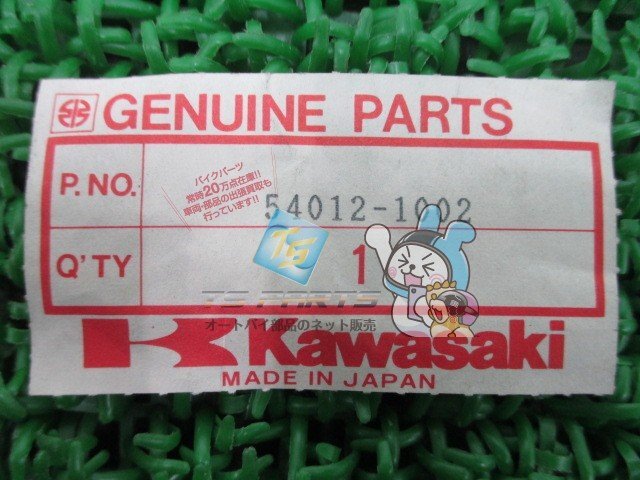 GENUINE PARTS
P.NO. 54012-1002
バイクパーツ
常時20万点在庫!!
車両・部品の出張買取も
行っています!!
Q'TY 1
TS
TS PARTS
オートバイ部品のネット販売
Kawasaki
MADE IN JAPAN